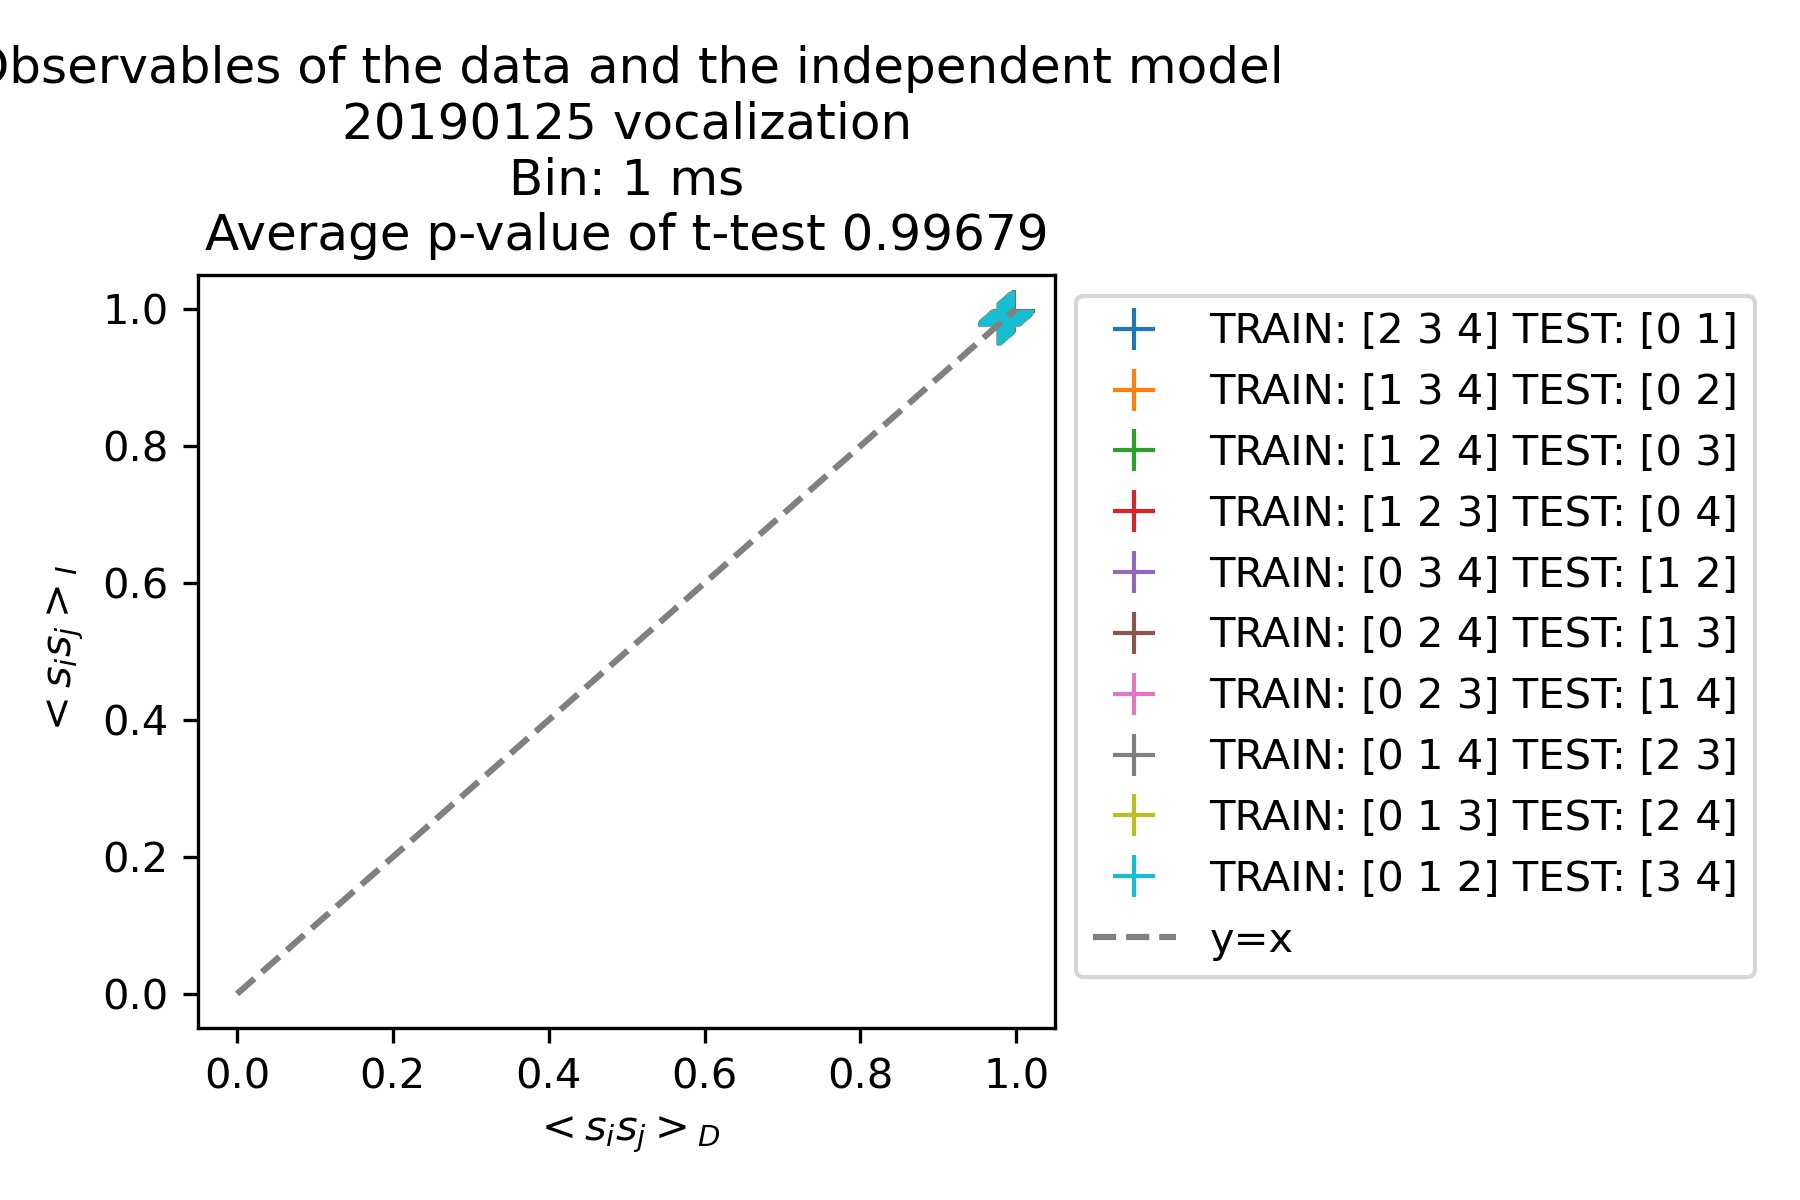 Observables of the data and the independent model
20190125 vocalization
Bin: 1 ms
Average p-value of t-test 0.99679
1.0
0.8
0.6
0.4
0.2
0.0
< s_i s_j >_I
0.0 0.2 0.4 0.6 0.8 1.0
< s_i s_j >_D
TRAIN: [2 3 4] TEST: [0 1]
TRAIN: [1 3 4] TEST: [0 2]
TRAIN: [1 2 4] TEST: [0 3]
TRAIN: [1 2 3] TEST: [0 4]
TRAIN: [0 3 4] TEST: [1 2]
TRAIN: [0 2 4] TEST: [1 3]
TRAIN: [0 2 3] TEST: [1 4]
TRAIN: [0 1 4] TEST: [2 3]
TRAIN: [0 1 3] TEST: [2 4]
TRAIN: [0 1 2] TEST: [3 4]
y=x